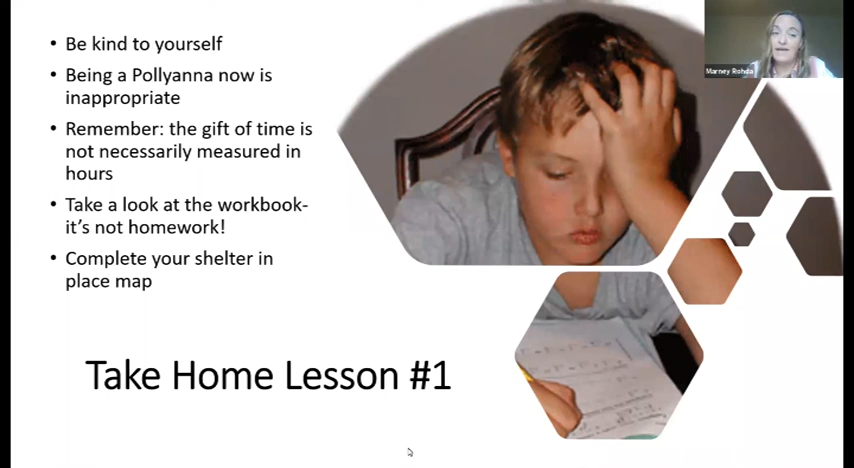 • Be kind to yourself
• Being a Pollyanna now is
inappropriate
• Remember: the gift of time is
not necessarily measured in
hours
• Take a look at the workbook-
it's not homework!
• Complete your shelter in
place map
Take Home Lesson #1
Marney Rohda